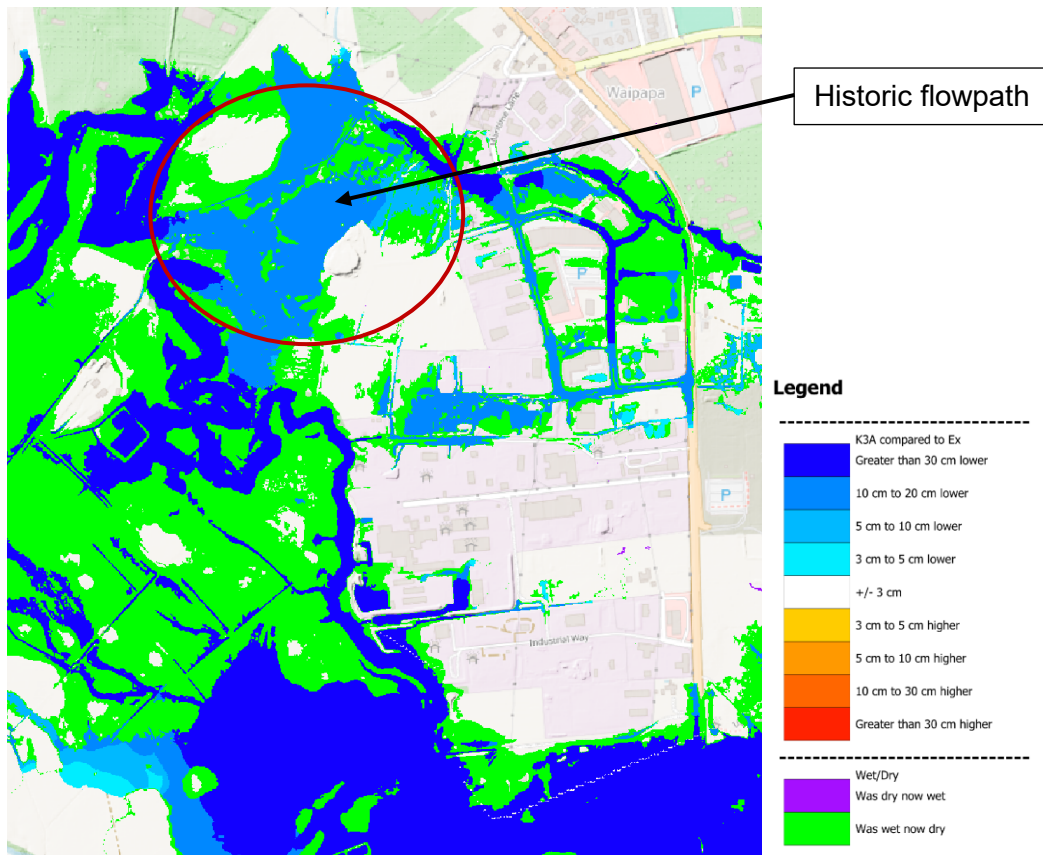 Historic flowpath
Waipapa
P
Maritime Lane
P
P
Industrial Way
Legend
K3A compared to Ex
Greater than 30 cm lower
10 cm to 20 cm lower
5 cm to 10 cm lower
3 cm to 5 cm lower
+/- 3 cm
3 cm to 5 cm higher
5 cm to 10 cm higher
10 cm to 30 cm higher
Greater than 30 cm higher
Wet/Dry
Was dry now wet
Was wet now dry